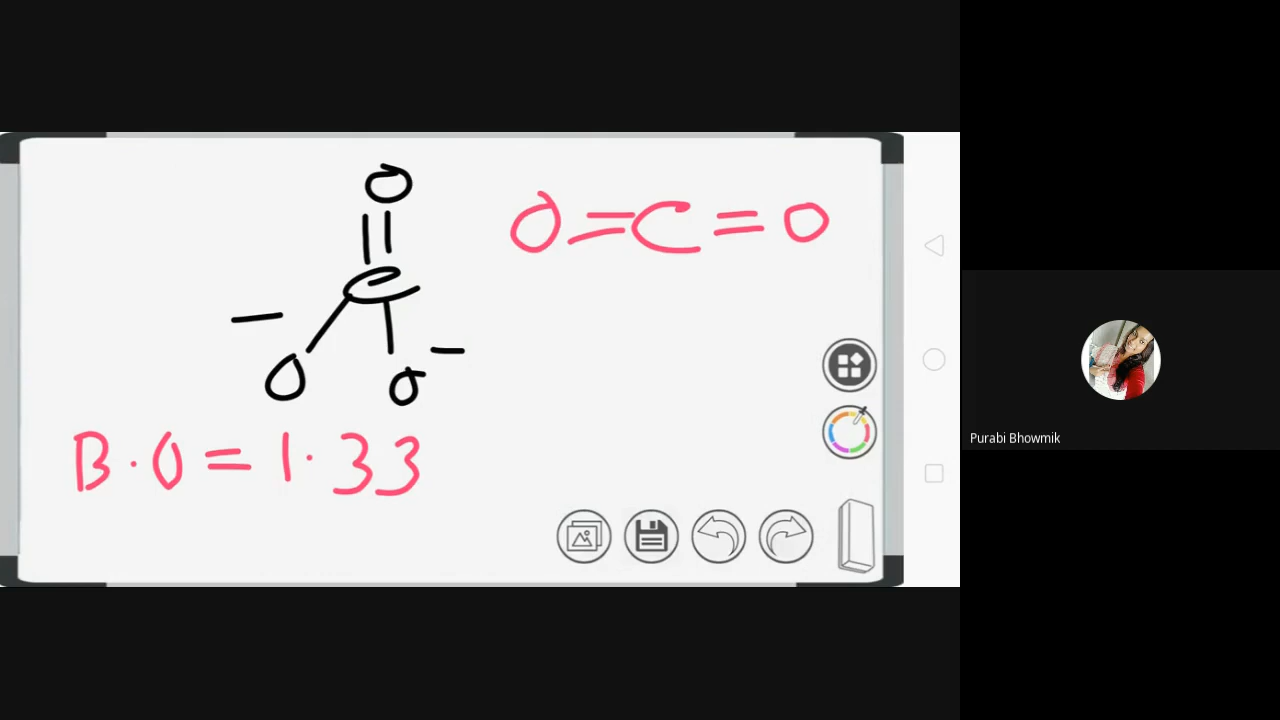 O
||
C
— O O —
O=C=O
B.O = 1.33
Purabi Bhowmik